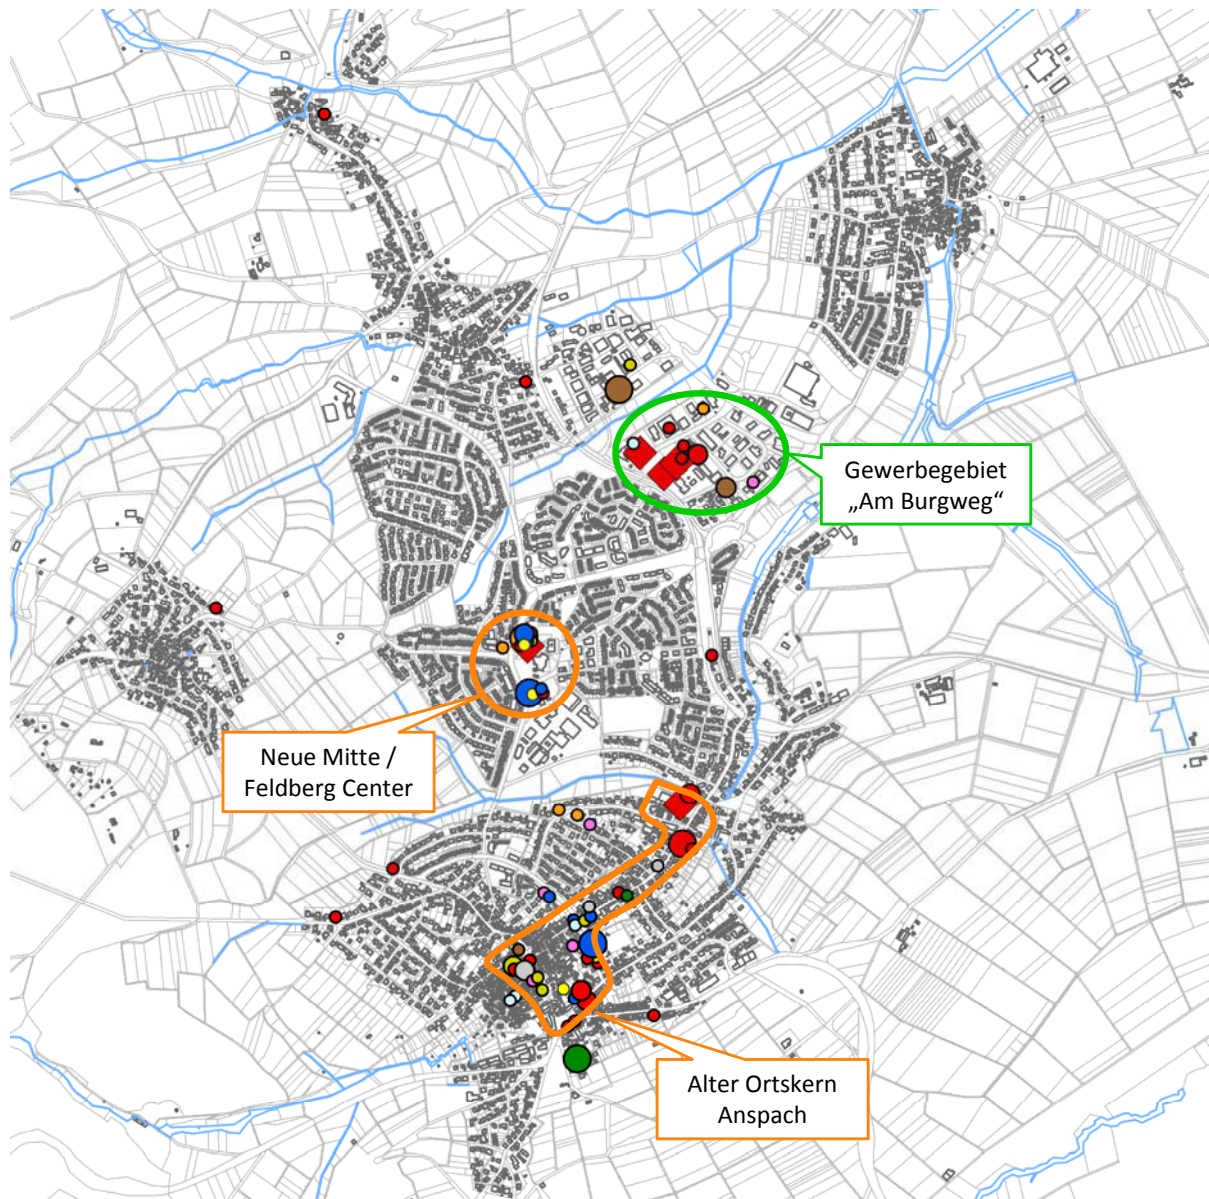 Gewerbegebiet
„Am Burgweg“
Neue Mitte /
Feldberg Center
Alter Ortskern
Anspach